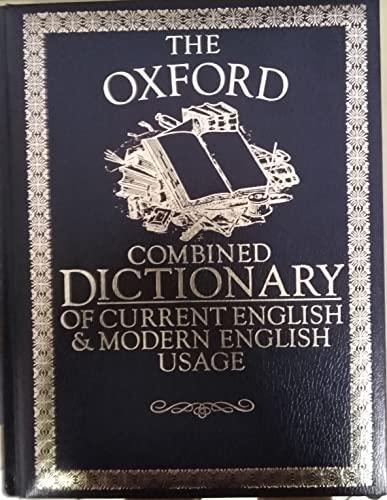 THE
OXFORD
COMBINED
DICTIONARY
OF CURRENT ENGLISH
& MODERN ENGLISH
USAGE